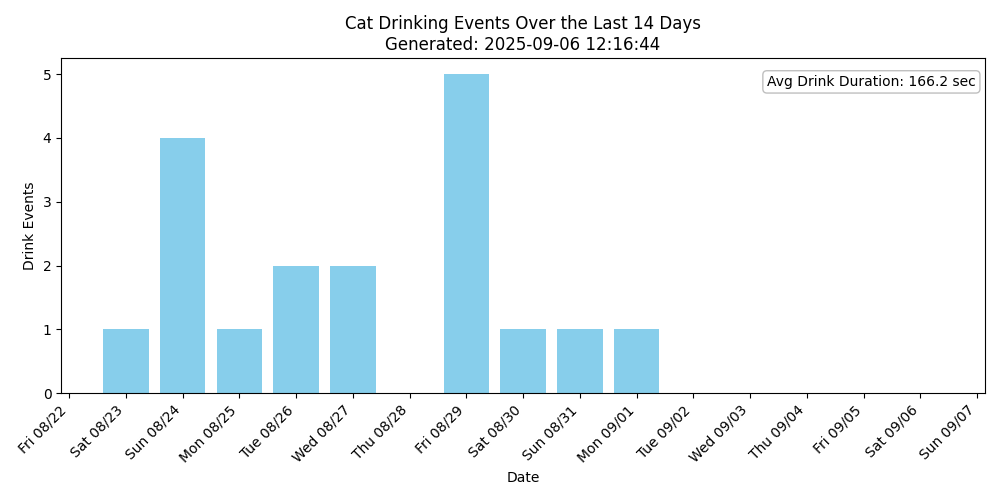 Cat Drinking Events Over the Last 14 Days
Generated: 2025-09-06 12:16:44
Avg Drink Duration: 166.2 sec
Drink Events
5
4
3
2
1
0
Fri 08/22
Sat 08/23
Sun 08/24
Mon 08/25
Tue 08/26
Wed 08/27
Thu 08/28
Fri 08/29
Sat 08/30
Sun 08/31
Mon 09/01
Tue 09/02
Wed 09/03
Thu 09/04
Fri 09/05
Sat 09/06
Sun 09/07
Date